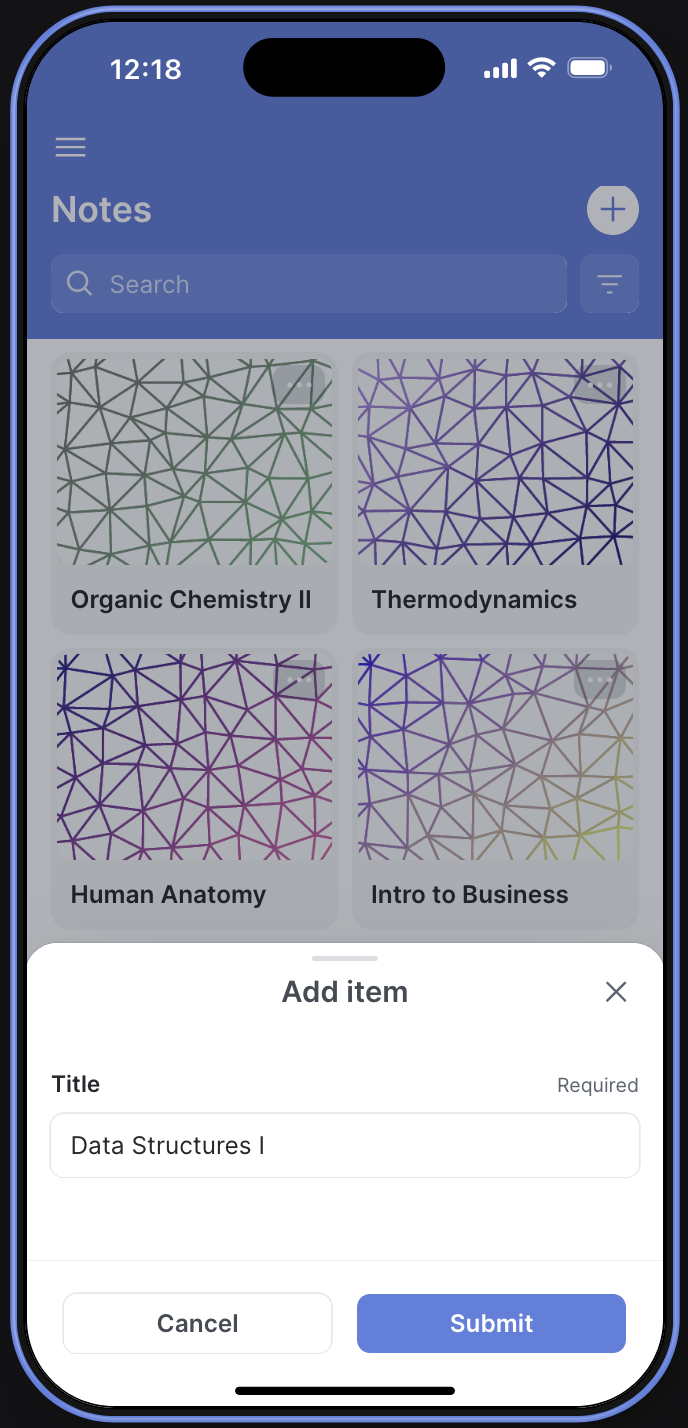 12:18
Notes
Search
Organic Chemistry II
Thermodynamics
Human Anatomy
Intro to Business
Add item
Title
Required
Data Structures I
Cancel
Submit